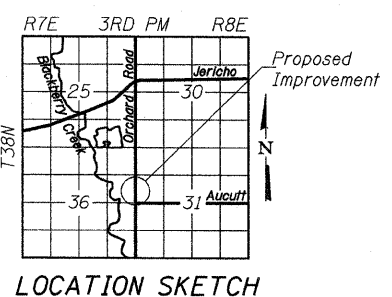 R7E 3RD PM R8E
Proposed
Improvement
Blackberry
Creek
Orchard Road
Jericho
25 30
T38N
N
36 31
Aucutt
LOCATION SKETCH